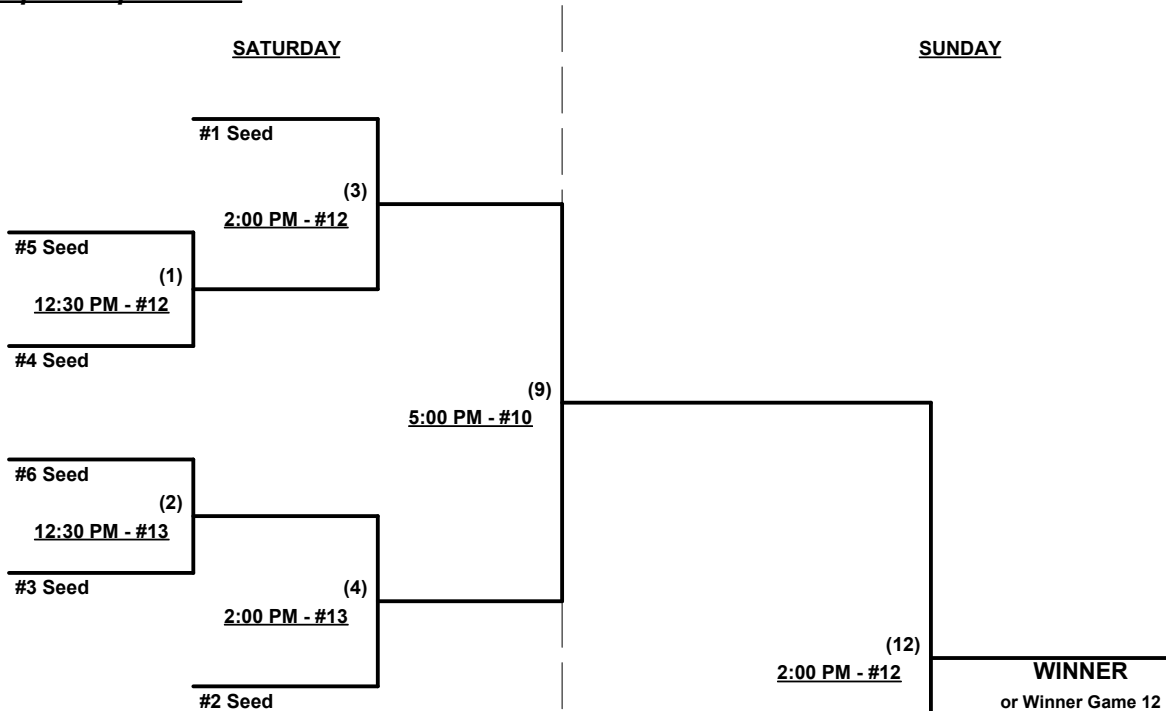 SATURDAY
SUNDAY
#1 Seed
(3)
2:00 PM - #12
#5 Seed
(1)
12:30 PM - #12
#4 Seed
(9)
5:00 PM - #10
#6 Seed
(2)
12:30 PM - #13
#3 Seed
(4)
2:00 PM - #13
(12)
2:00 PM - #12
WINNER
#2 Seed
or Winner Game 12